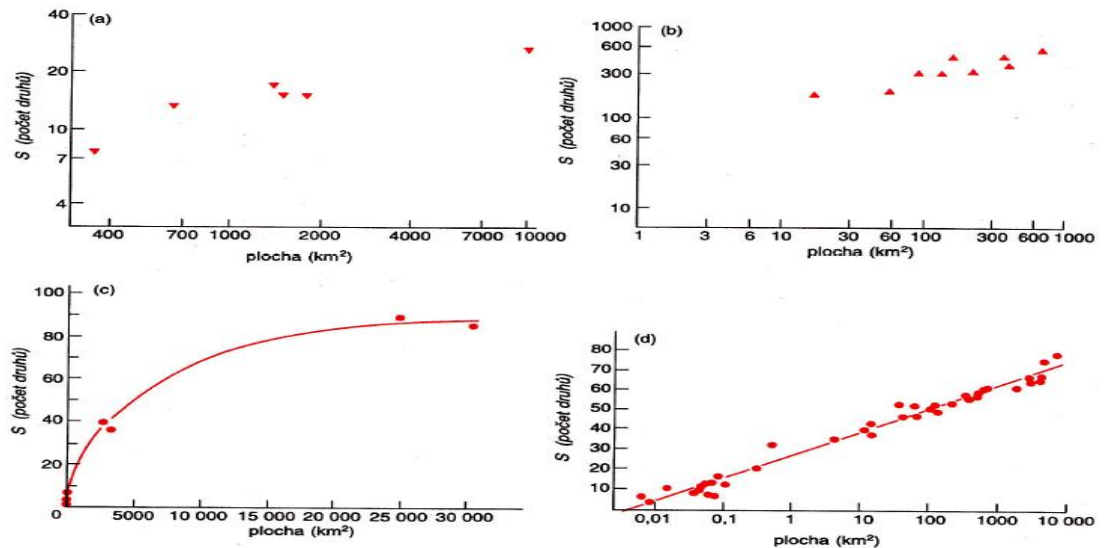 (a)
40
20
10
7
4
S (počet druhů)
400 700 1000 2000 4000 7000 10000
plocha (km²)
(b)
1000
600
300
100
60
30
10
S (počet druhů)
1 3 6 10 30 60 100 300 600 1000
plocha (km²)
(c)
100
80
60
40
20
S (počet druhů)
0 5000 10 000 15 000 20 000 25 000 30 000
plocha (km²)
(d)
80
70
60
50
40
30
20
10
S (počet druhů)
0,01 0,1 1 10 100 1000 10 000
plocha (km²)